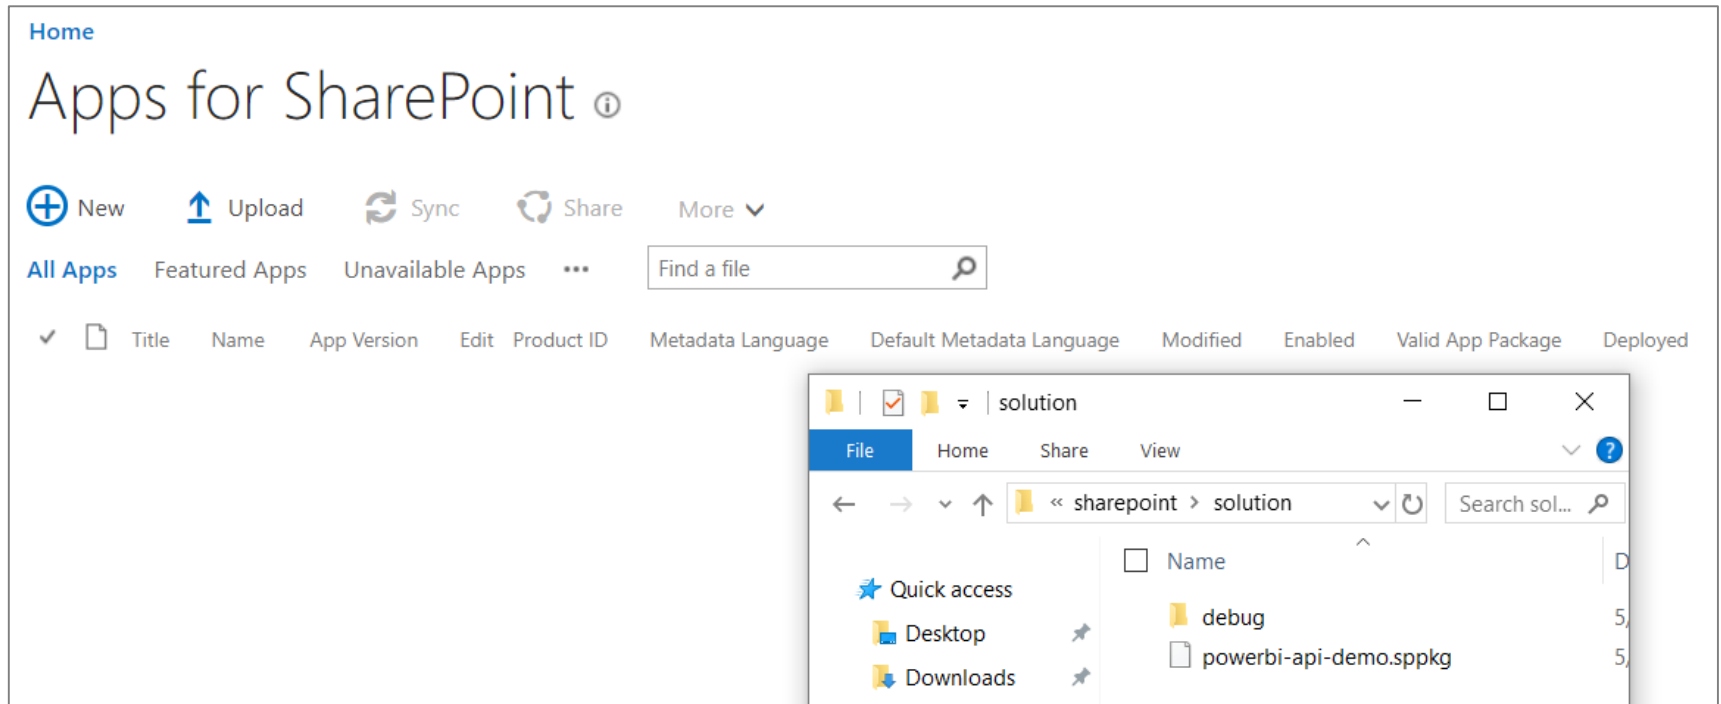 Home
Apps for SharePoint
New Upload Sync Share More
All Apps Featured Apps Unavailable Apps ••• Find a file
Title Name App Version Edit Product ID Metadata Language Default Metadata Language Modified Enabled Valid App Package Deployed
solution
File Home Share View ?
« sharepoint > solution Search sol...
Name D
Quick access
debug 5/
Desktop
powerbi-api-demo.sppkg 5/
Downloads